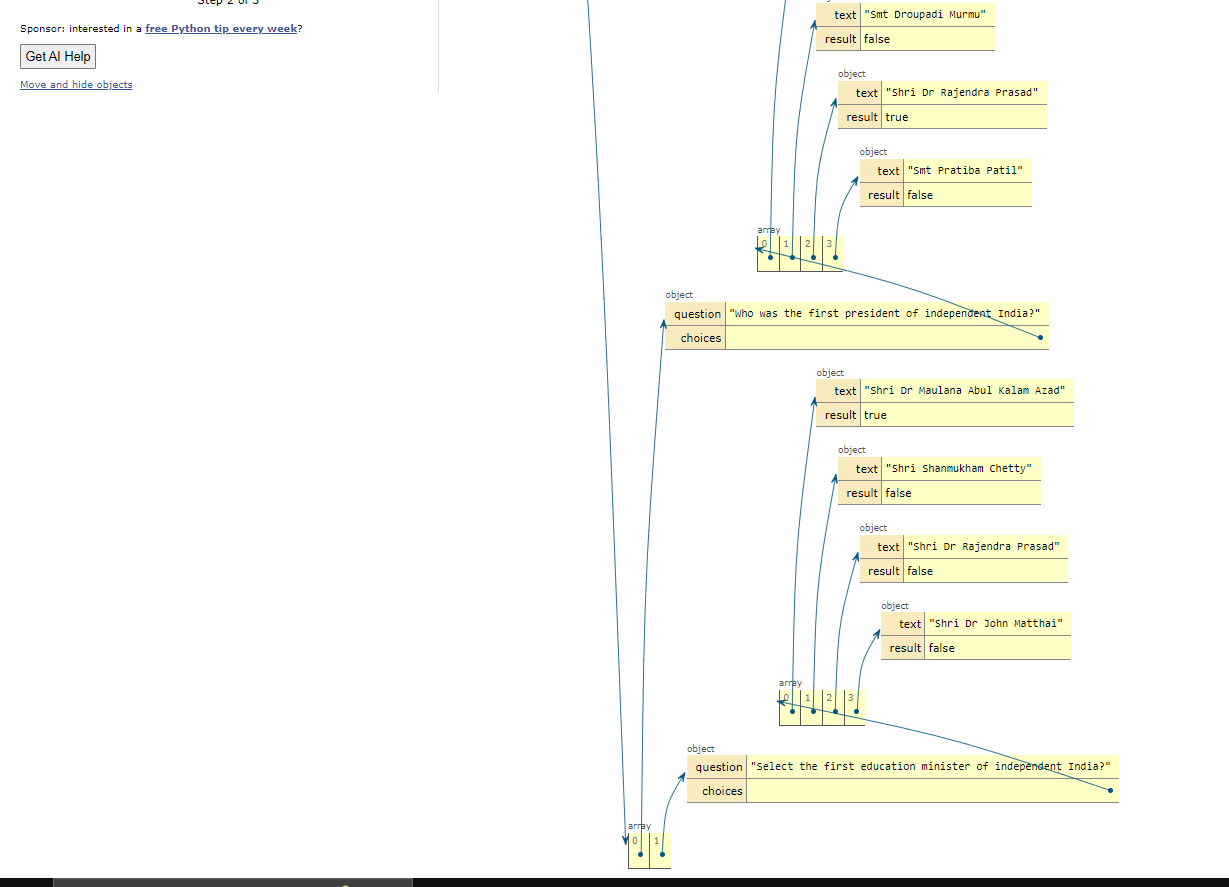 Step 2 of 5
Sponsor: interested in a free Python tip every week?
Get AI Help
Move and hide objects
text "Smt Droupadi Murmu"
result false
object
text "Shri Dr Rajendra Prasad"
result true
object
text "Smt Pratiba Patil"
result false
array
0 1 2 3
object
question "Who was the first president of independent India?"
choices
object
text "Shri Dr Maulana Abul Kalam Azad"
result true
object
text "Shri Shanmukham Chetty"
result false
object
text "Shri Dr Rajendra Prasad"
result false
object
text "Shri Dr John Matthai"
result false
array
0 1 2 3
object
question "Select the first education minister of independent India?"
choices
array
0 1